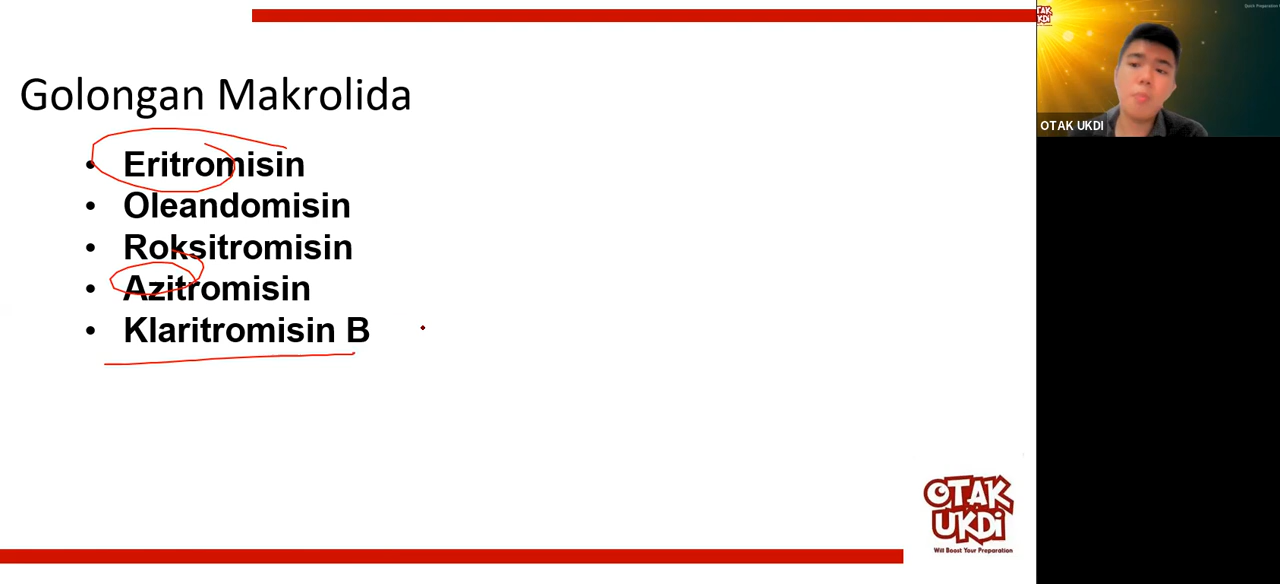 Golongan Makrolida
• Eritromisin
• Oleandomisin
• Roksitromisin
• Azitromisin
• Klaritromisin B
OTAK UKDI
OTAK
UKDi
Will Boost Your Preparation